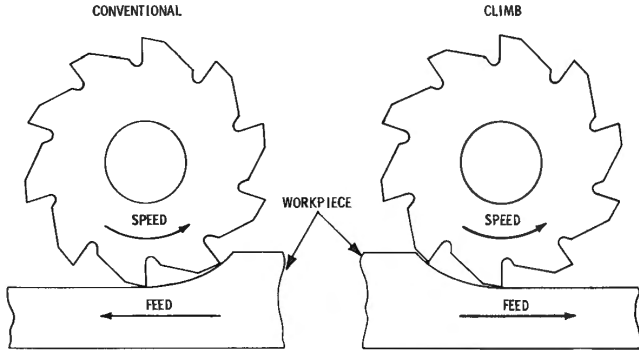 CONVENTIONAL
CLIMB
SPEED
WORKPIECE
SPEED
FEED
FEED